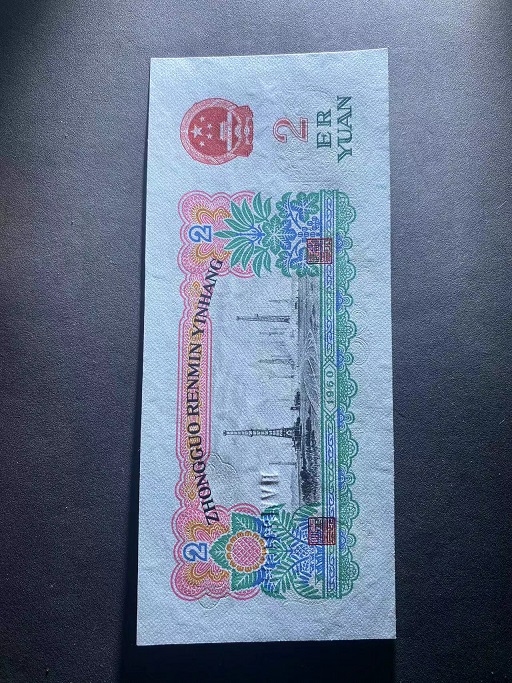 ZHONGGUO RENMIN YINHANG
2
2
2
ER
YUAN
1960